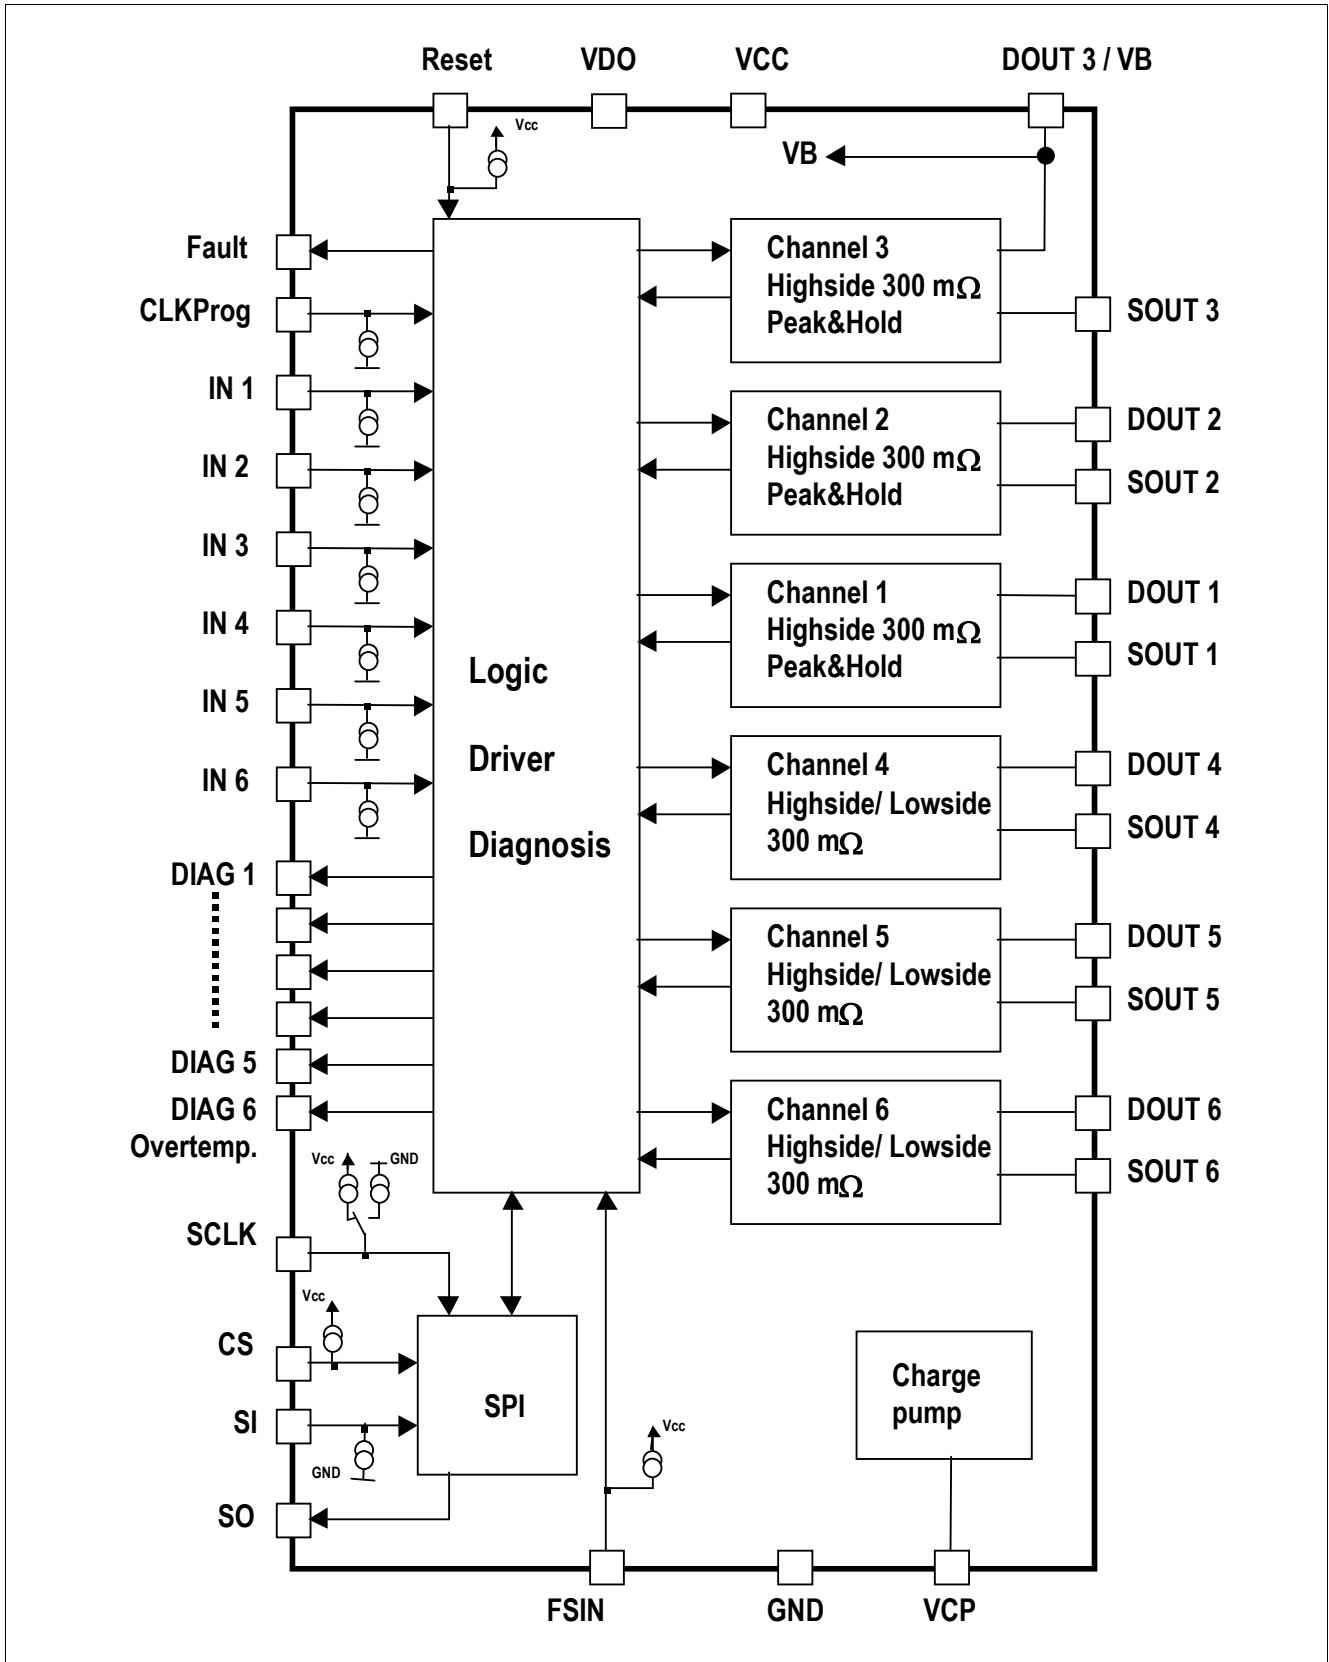 Reset
VDO
VCC
DOUT 3 / VB
Vcc
VB
Fault
CLKProg
IN 1
IN 2
IN 3
IN 4
IN 5
IN 6
DIAG 1
DIAG 5
DIAG 6
Overtemp.
Vcc
GND
SCLK
Vcc
CS
SI
GND
SO
Logic
Driver
Diagnosis
SPI
Channel 3
Highside 300 mΩ
Peak&Hold
SOUT 3
Channel 2
Highside 300 mΩ
Peak&Hold
DOUT 2
SOUT 2
Channel 1
Highside 300 mΩ
Peak&Hold
DOUT 1
SOUT 1
Channel 4
Highside/ Lowside
300 mΩ
DOUT 4
SOUT 4
Channel 5
Highside/ Lowside
300 mΩ
DOUT 5
SOUT 5
Channel 6
Highside/ Lowside
300 mΩ
DOUT 6
SOUT 6
Charge
pump
Vcc
FSIN
GND
VCP